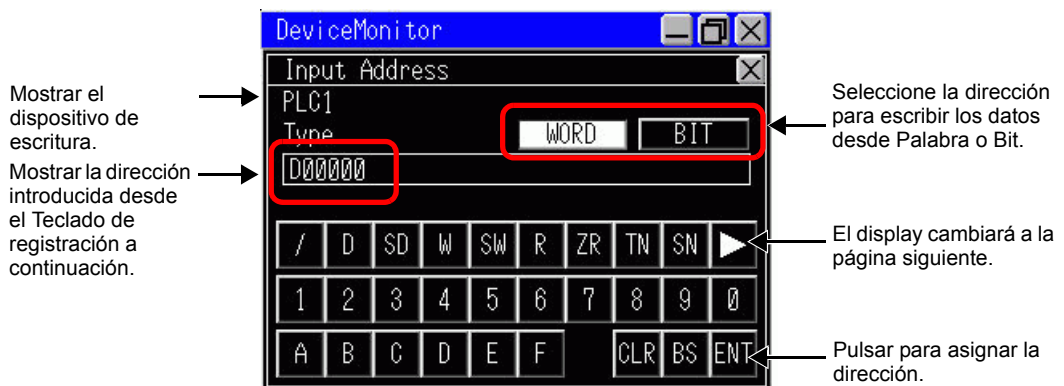 DeviceMonitor
Input Address
PLC1
Type
WORD BIT
D00000
/ D SD W SW R ZR TN SN
1 2 3 4 5 6 7 8 9 0
A B C D E F CLR BS ENT
Mostrar el
dispositivo de
escritura.
Mostrar la dirección
introducida desde
el Teclado de
registración a
continuación.
Seleccione la dirección
para escribir los datos
desde Palabra o Bit.
El display cambiará a la
página siguiente.
Pulsar para asignar la
dirección.